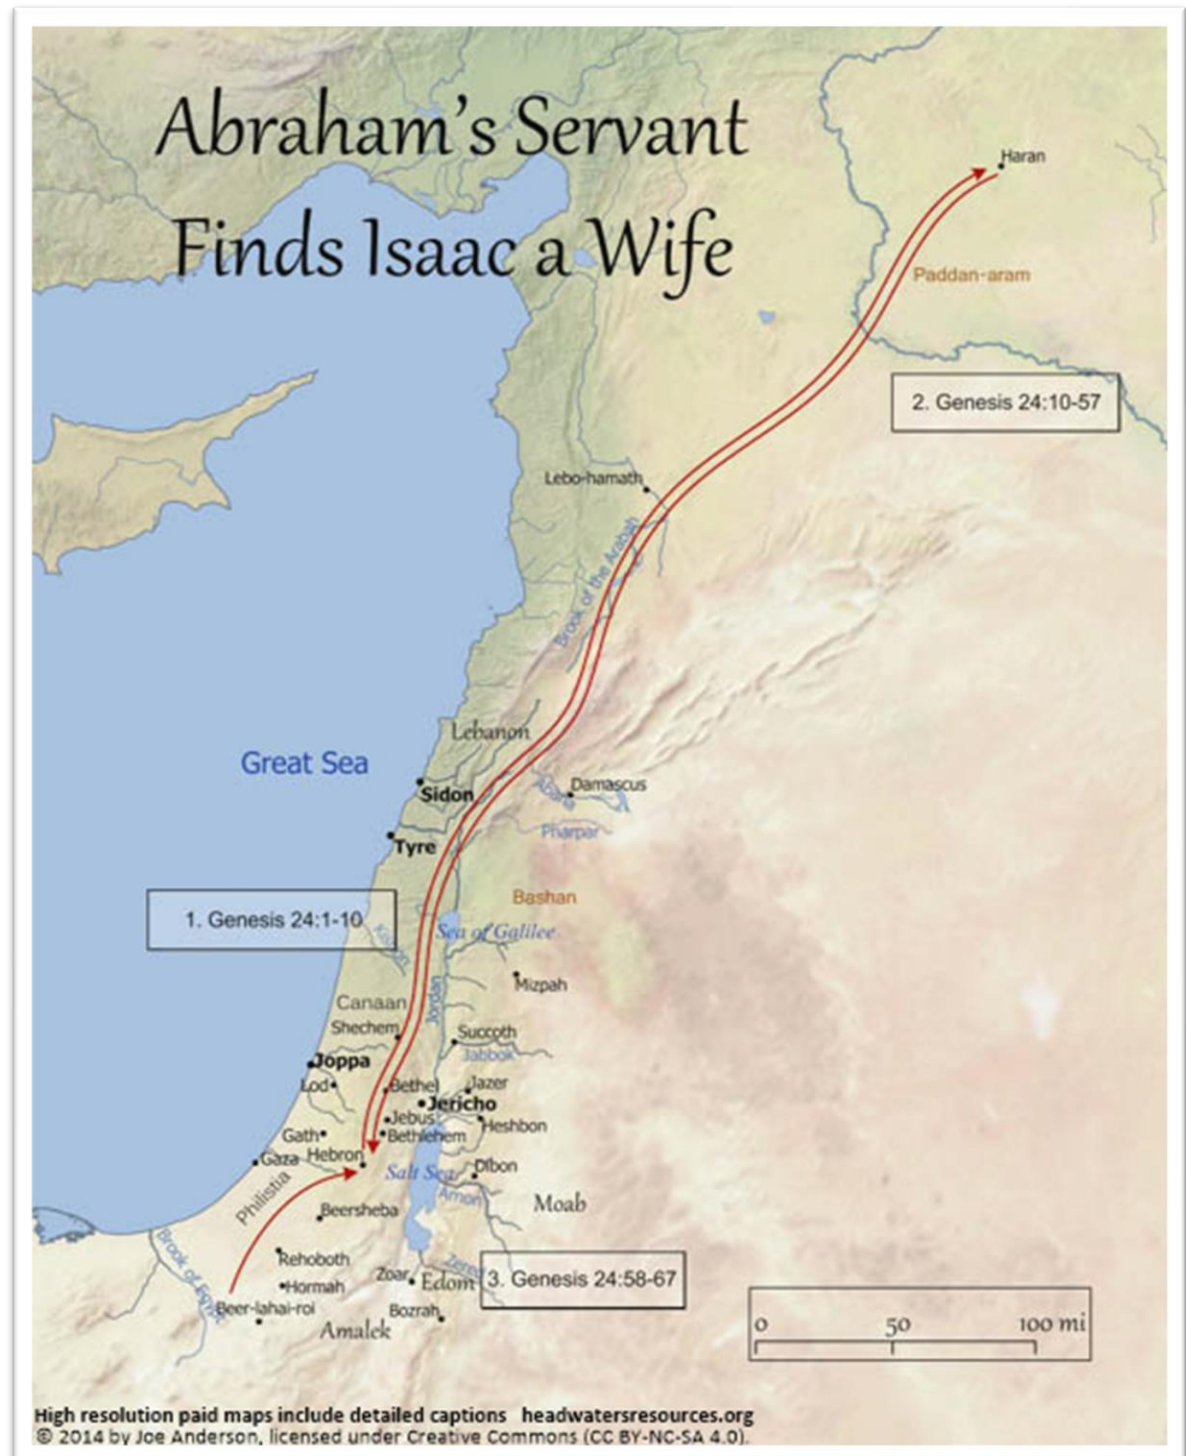 Abraham's Servant
Finds Isaac a Wife
Haran
Paddan-aram
2. Genesis 24:10-57
Lebo-hamath
Brook of the Arabah
Lebanon
Great Sea
Sidon
Damascus
Abana
Pharpar
Tyre
Bashan
1. Genesis 24:1-10
Kishon
Sea of Galilee
Mizpah
Jordan
Canaan
Shechem
Succoth
Jabbok
Joppa
Lod
Bethel
Jazer
Jericho
Jebus
Heshbon
Gath
Bethlehem
Gaza
Hebron
Salt Sea
Dibon
Arnon
Philistia
Moab
Beersheba
Brook of Egypt
Rehoboth
Zered
Zoar
Edom
3. Genesis 24:58-67
Hormah
Beer-lahai-roi
Bozrah
Amalek
0 50 100 mi
High resolution paid maps include detailed captions headwatersresources.org
© 2014 by Joe Anderson, licensed under Creative Commons (CC BY-NC-SA 4.0).